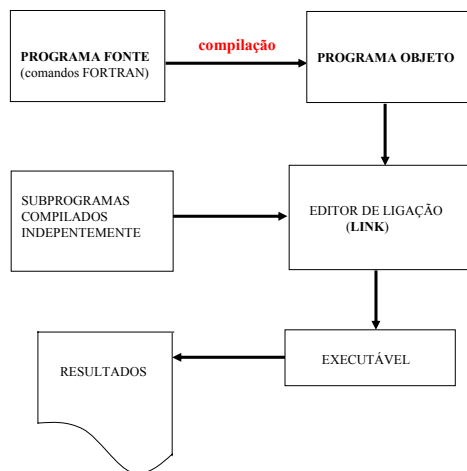 PROGRAMA FONTE
(comandos FORTRAN)
compilação
PROGRAMA OBJETO
SUBPROGRAMAS
COMPILADOS
INDEPENTEMENTE
EDITOR DE LIGAÇÃO
(LINK)
RESULTADOS
EXECUTÁVEL